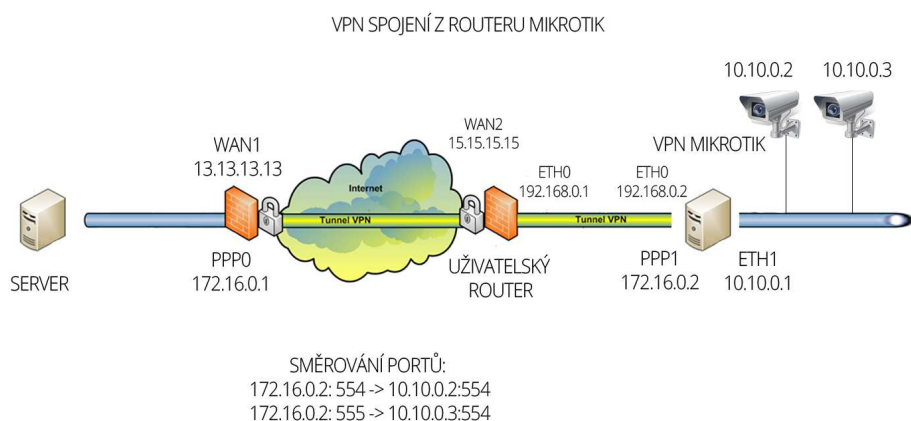 VPN SPOJENÍ Z ROUTERU MIKROTIK
10.10.0.2
10.10.0.3
WAN1
13.13.13.13
WAN2
15.15.15.15
VPN MIKROTIK
Internet
ETH0
192.168.0.1
ETH0
192.168.0.2
Tunnel VPN
Tunnel VPN
SERVER
PPP0
172.16.0.1
UŽIVATELSKÝ
ROUTER
PPP1
172.16.0.2
ETH1
10.10.0.1
SMĚROVÁNÍ PORTŮ:
172.16.0.2: 554 -> 10.10.0.2:554
172.16.0.2: 555 -> 10.10.0.3:554